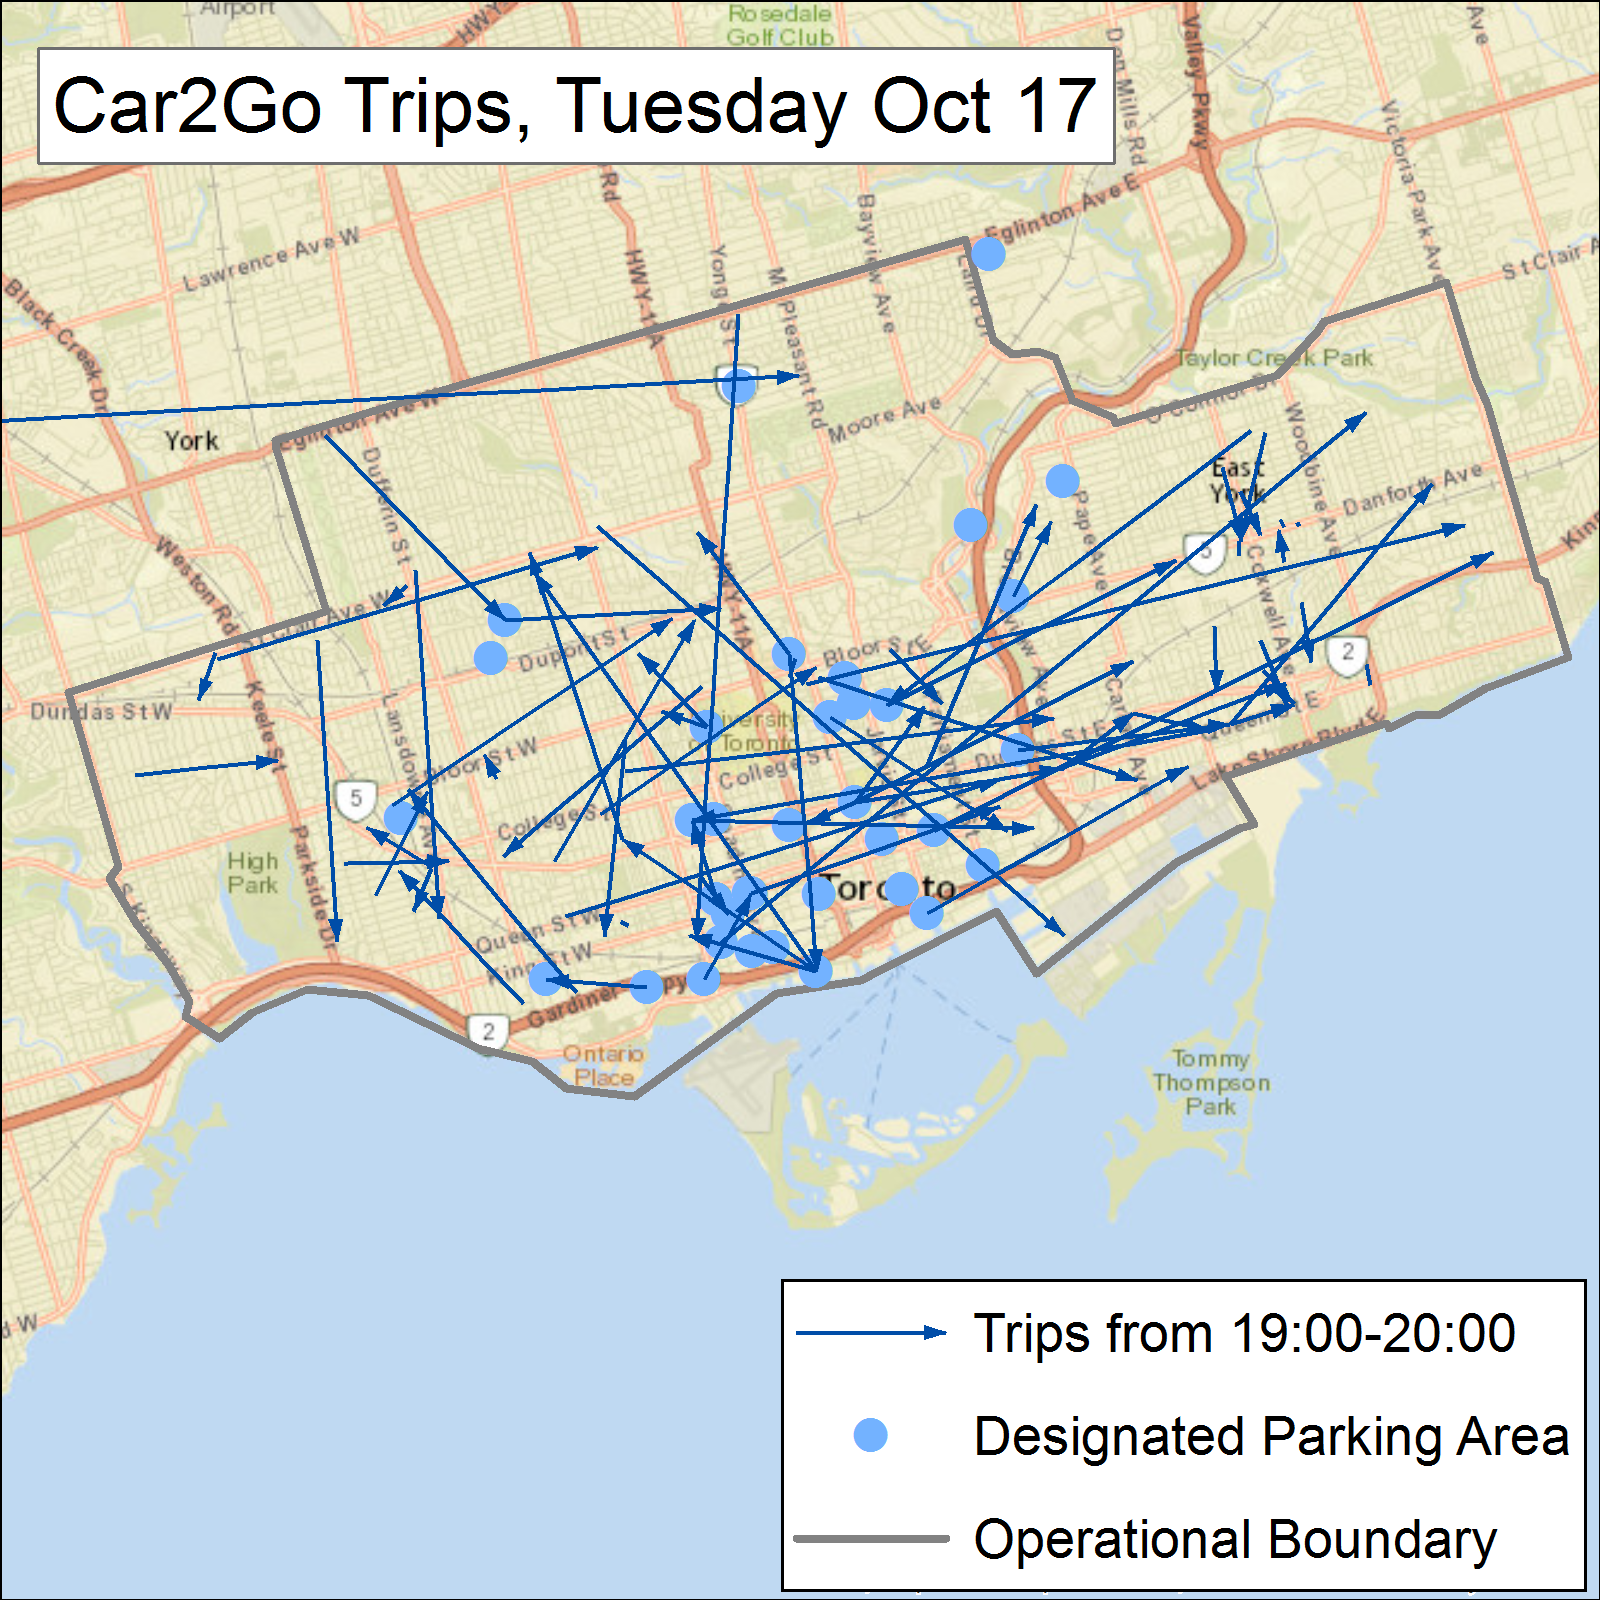 Airport
HWY
Rosedale
Golf Club
Car2Go Trips, Tuesday Oct 17
Don Mills Rd
Valley Pkwy
Ave
Victoria Park Ave
Rd
HWY-11A
Yong
St
Mt Pleasant Rd
Bayview Ave
Eglinton Ave E
Laird Dr
St Clair A
Lawrence Ave W
Black Creek Dr
Taylor Creek Park
O'Connor Dr
York
Eglinton Ave W
Moore Ave
Dufferin St
East
York
Woodbine Ave
Danforth Ave
King
Pape Ave
5
Coxwell Ave
Weston Rd
St Clair Ave W
HWY-11A
Dupont St
Bloor St E
2
Dundas St W
Keele St
Lansdow
Ave
University
of Toronto
College St
Bloor St W
Queen St E
Lake Shore Blvd E
5
College St
High
Park
Parkside Dr
S Kingsway
Toronto
Queen St W
King St W
Gardiner
py
2
Ontario
Place
Tommy
Thompson
Park
d W
Trips from 19:00-20:00
Designated Parking Area
Operational Boundary